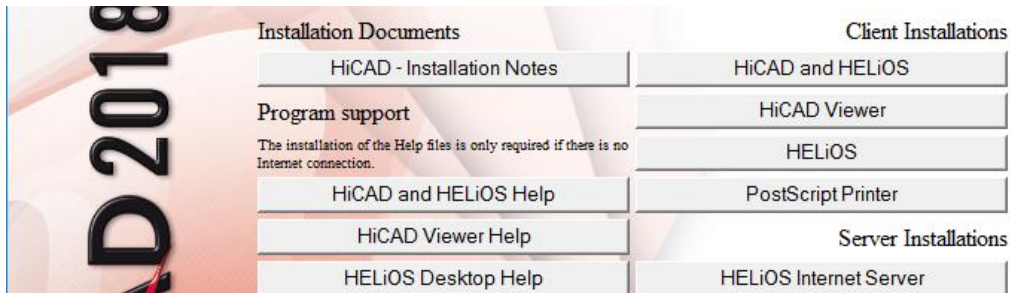 AD 2018
Installation Documents
HiCAD - Installation Notes
Program support
The installation of the Help files is only required if there is no
Internet connection.
HiCAD and HELiOS Help
HiCAD Viewer Help
HELiOS Desktop Help
Client Installations
HiCAD and HELiOS
HiCAD Viewer
HELiOS
PostScript Printer
Server Installations
HELiOS Internet Server